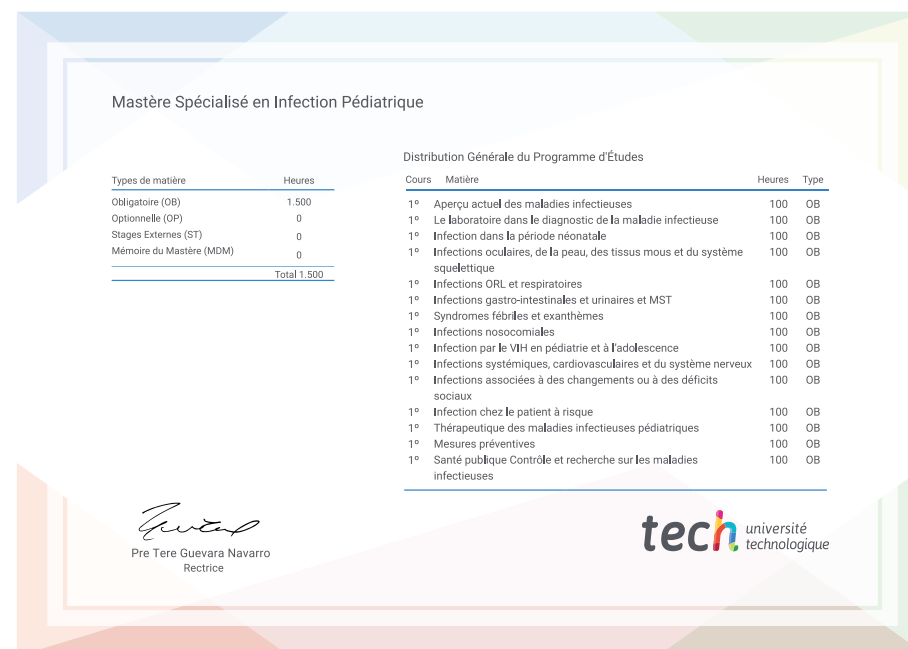 Mastère Spécialisé en Infection Pédiatrique
Types de matière Heures
Obligatoire (OB) 1.500
Optionnelle (OP) 0
Stages Externes (ST) 0
Mémoire du Mastère (MDM) 0
Total 1.500
Distribution Générale du Programme d'Études
Cours Matière Heures Type
1º Aperçu actuel des maladies infectieuses 100 OB
1º Le laboratoire dans le diagnostic de la maladie infectieuse 100 OB
1º Infection dans la période néonatale 100 OB
1º Infections oculaires, de la peau, des tissus mous et du système 100 OB
squelettique
1º Infections ORL et respiratoires 100 OB
1º Infections gastro-intestinales et urinaires et MST 100 OB
1º Syndromes fébriles et exanthèmes 100 OB
1º Infections nosocomiales 100 OB
1º Infection par le VIH en pédiatrie et à l'adolescence 100 OB
1º Infections systémiques, cardiovasculaires et du système nerveux 100 OB
1º Infections associées à des changements ou à des déficits 100 OB
sociaux
1º Infection chez le patient à risque 100 OB
1º Thérapeutique des maladies infectieuses pédiatriques 100 OB
1º Mesures préventives 100 OB
1º Santé publique Contrôle et recherche sur les maladies 100 OB
infectieuses
Pre Tere Guevara Navarro
Rectrice
tech université
technologique